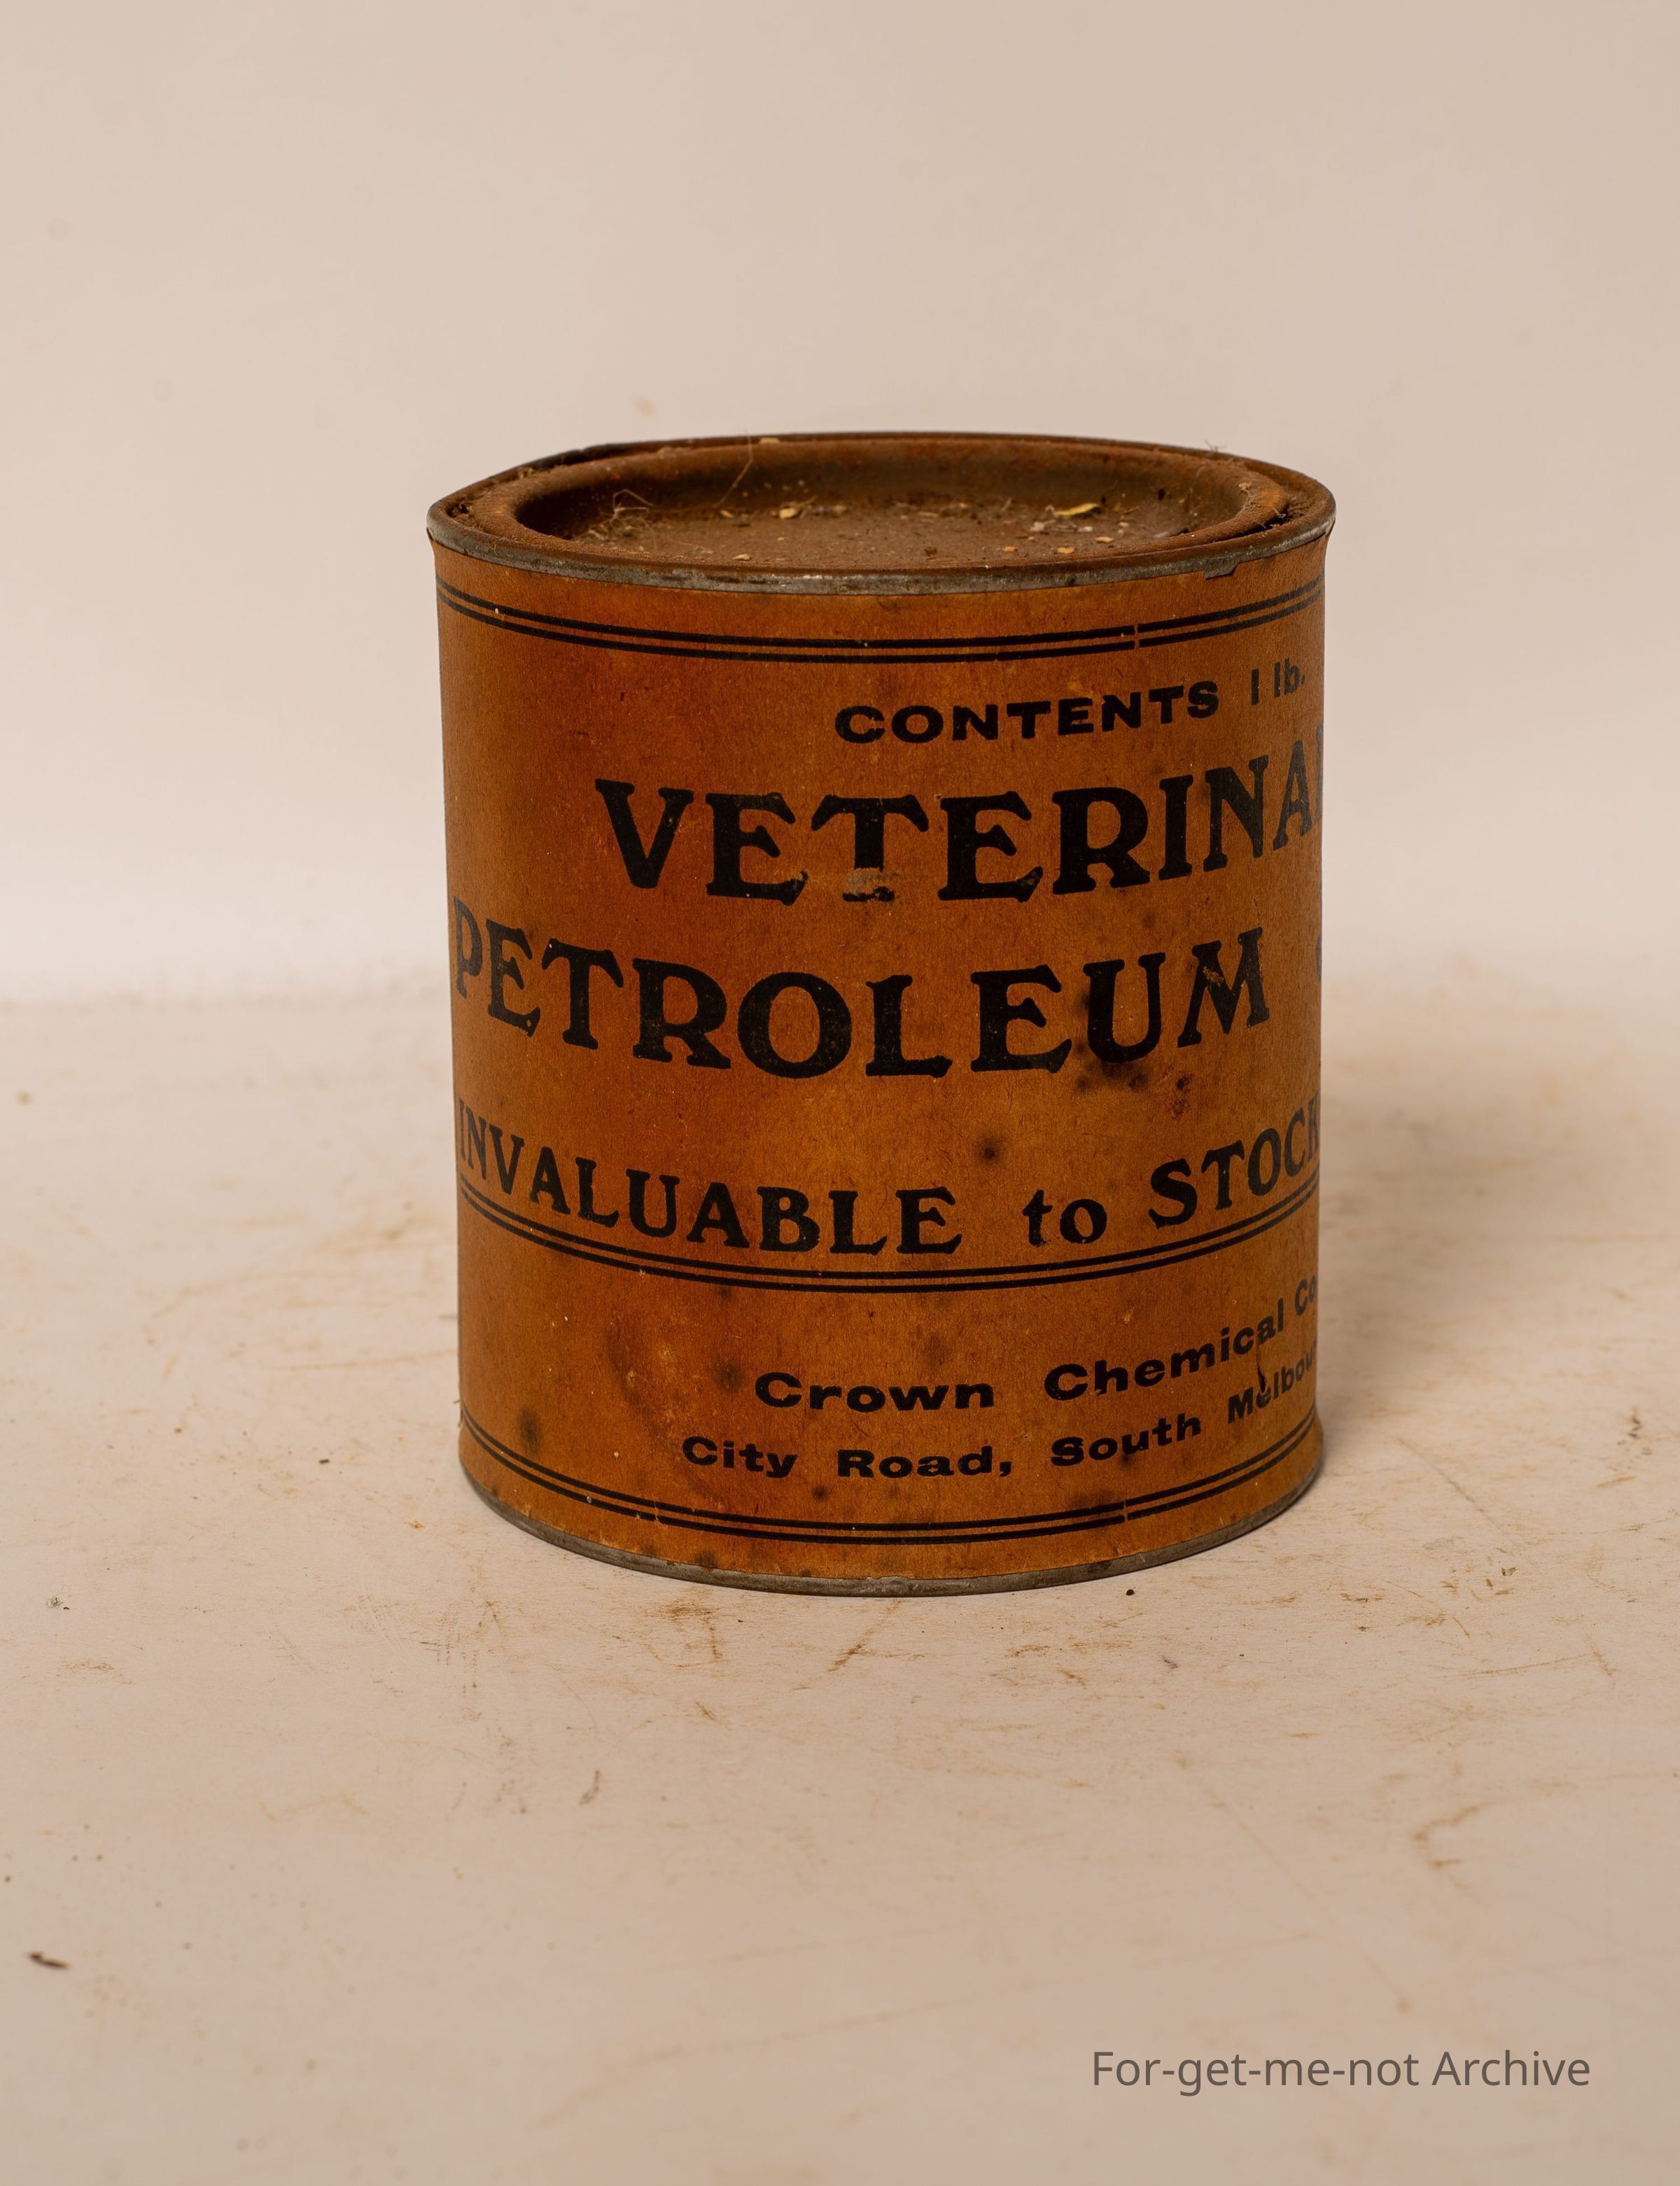 CONTENTS 1 lb.
VETERINA
PETROLEUM
INVALUABLE to STOCK
Crown Chemical Co
City Road, South Melbou
For-get-me-not Archive